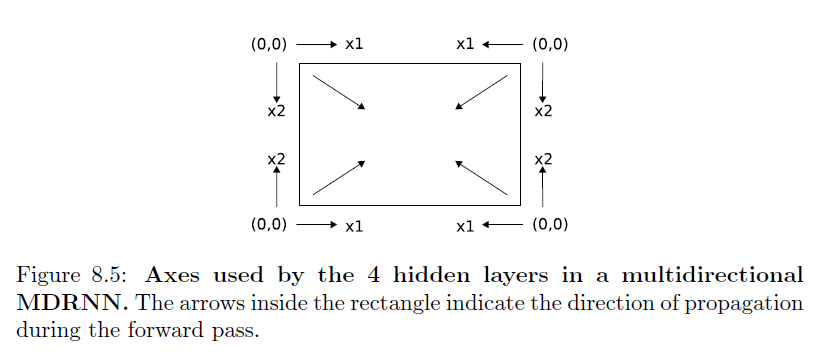 (0,0) x1 x1 (0,0)
x2 x2
x2 x2
(0,0) x1 x1 (0,0)
Figure 8.5: Axes used by the 4 hidden layers in a multidirectional
MDRNN. The arrows inside the rectangle indicate the direction of propagation
during the forward pass.